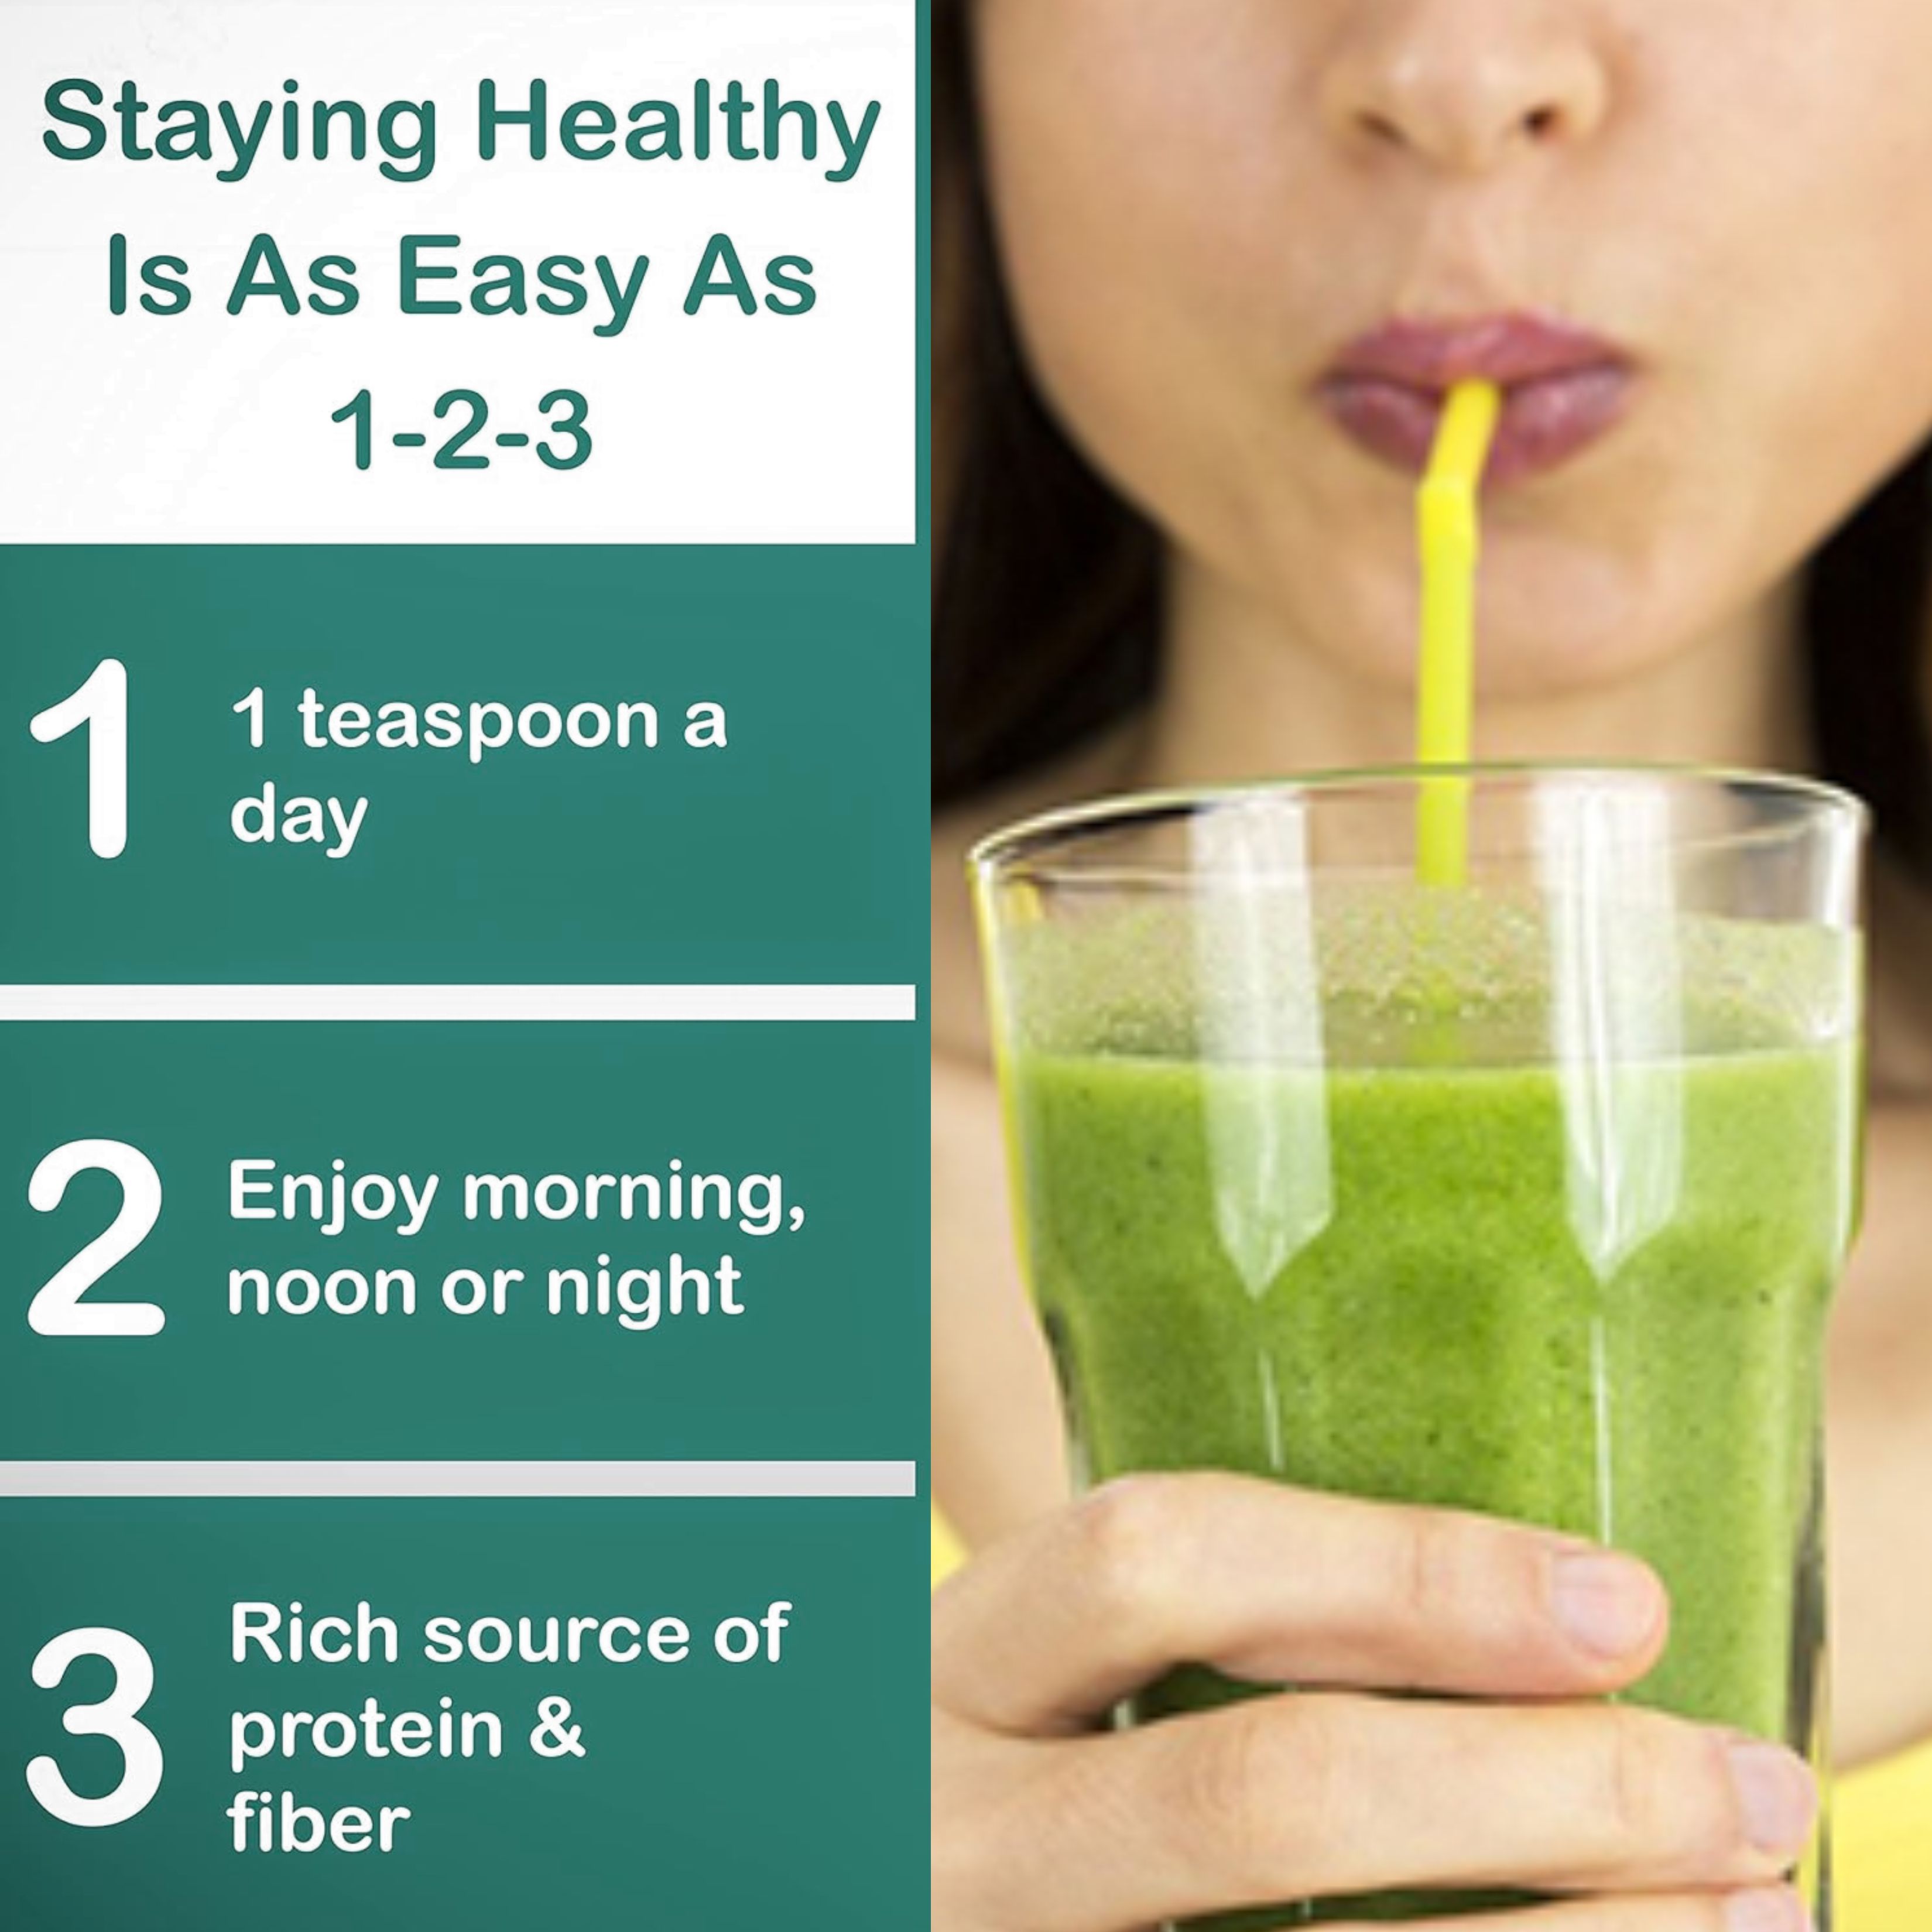 Staying Healthy
Is As Easy As
1-2-3
1
1 teaspoon a
day
2
Enjoy morning,
noon or night
3
Rich source of
protein &
fiber